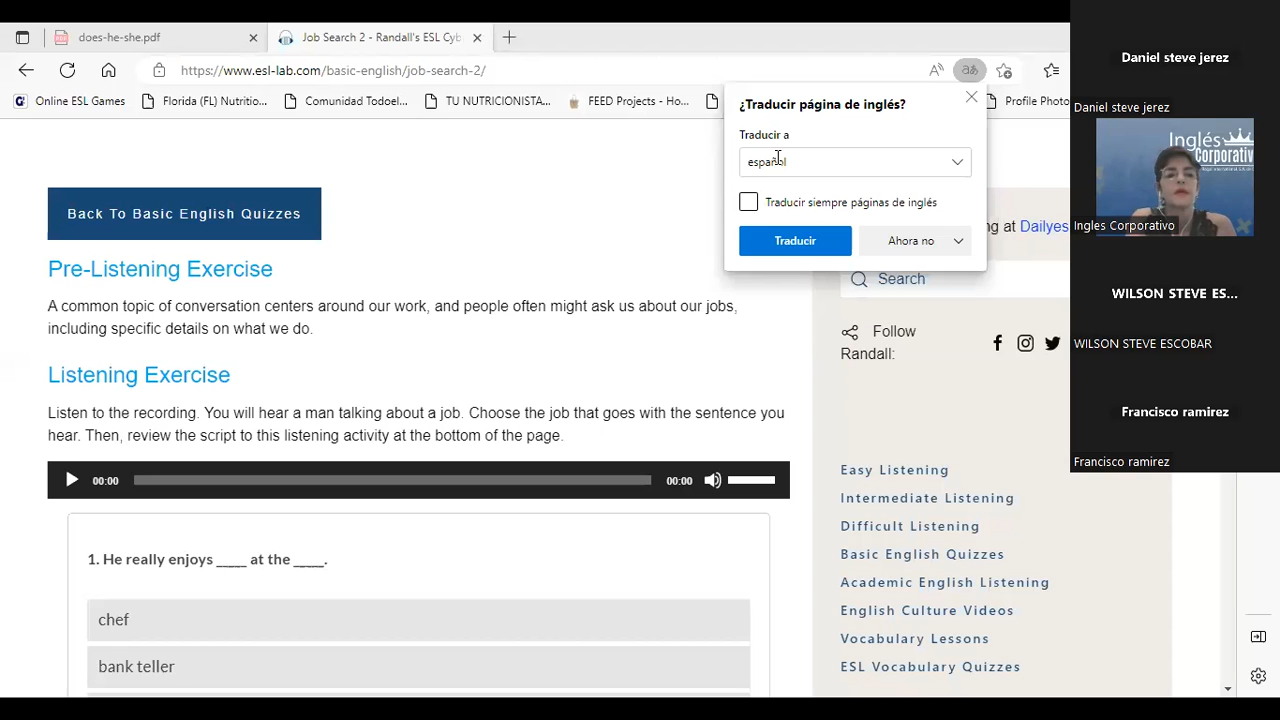 does-he-she.pdf
Job Search 2 - Randall's ESL Cyb
https://www.esl-lab.com/basic-english/job-search-2/
Online ESL Games
Florida (FL) Nutritio...
Comunidad Todoel...
TU NUTRICIONISTA...
FEED Projects - Ho...
Profile Photo
¿Traducir página de inglés?
Traducir a
español
Traducir siempre páginas de inglés
Traducir
Ahora no
Back To Basic English Quizzes
Pre-Listening Exercise
A common topic of conversation centers around our work, and people often might ask us about our jobs,
including specific details on what we do.
Listening Exercise
Listen to the recording. You will hear a man talking about a job. Choose the job that goes with the sentence you
hear. Then, review the script to this listening activity at the bottom of the page.
00:00
00:00
1. He really enjoys _____ at the _____.
chef
bank teller
ng at Dailyes
Search
Follow
Randall:
Easy Listening
Intermediate Listening
Difficult Listening
Basic English Quizzes
Academic English Listening
English Culture Videos
Vocabulary Lessons
ESL Vocabulary Quizzes
Daniel steve jerez
Daniel steve jerez
Inglés
Corporativ
Ingles Corporativo
WILSON STEVE ES...
WILSON STEVE ESCOBAR
Francisco ramirez
Francisco ramirez